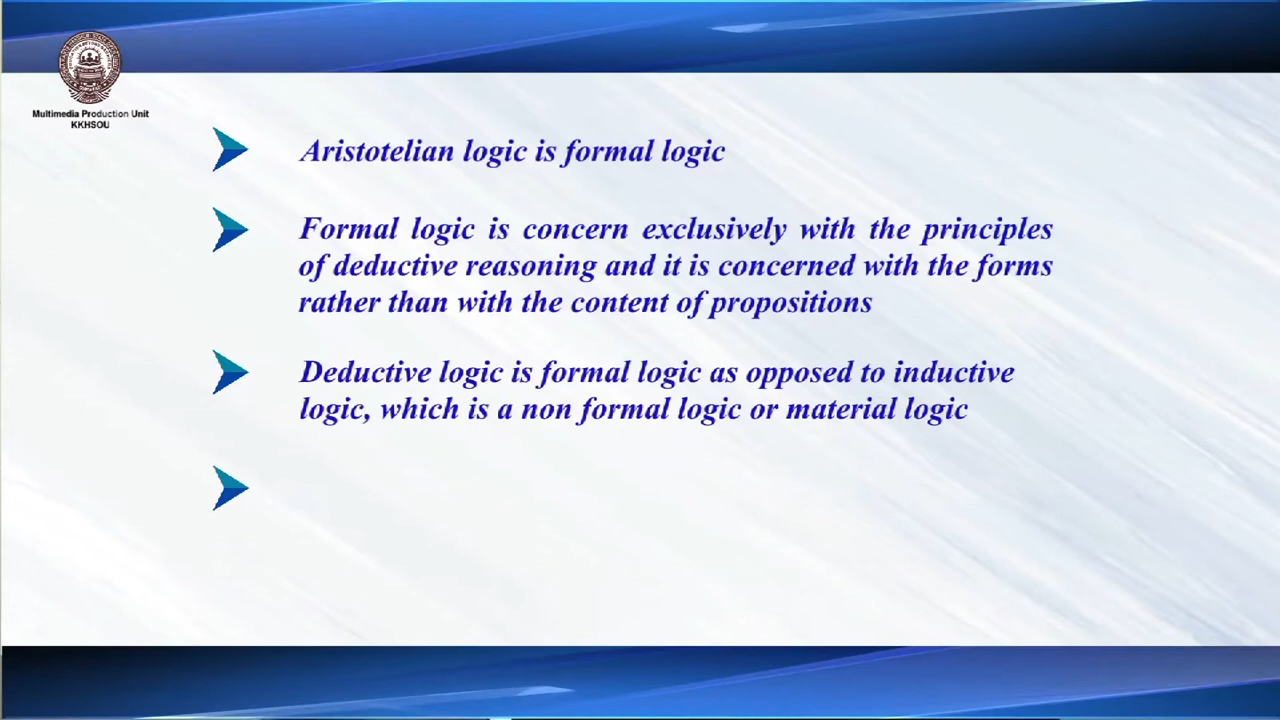 Multimedia Production Unit
KKHSOU
Aristotelian logic is formal logic
Formal logic is concern exclusively with the principles
of deductive reasoning and it is concerned with the forms
rather than with the content of propositions
Deductive logic is formal logic as opposed to inductive
logic, which is a non formal logic or material logic